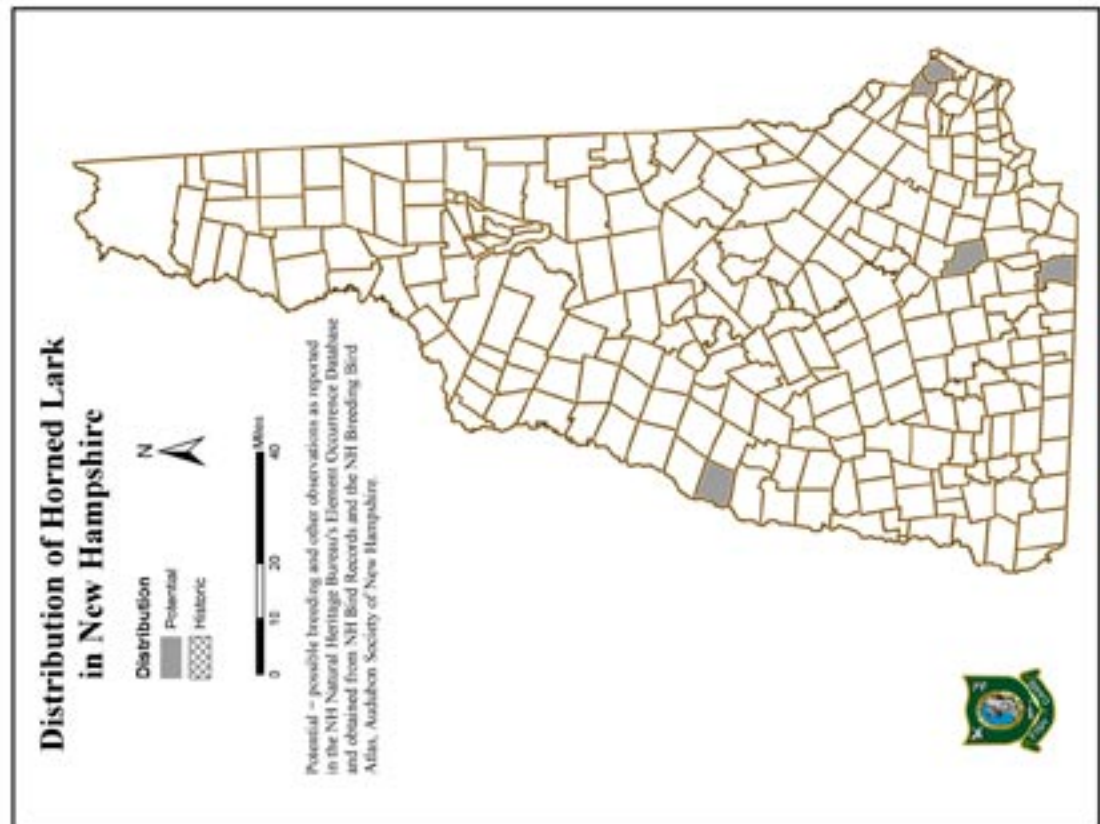 Distribution of Horned Lark
in New Hampshire
N
Distribution
Potential
Historic
0 10 20 40
Miles
Potential = possible breeding and other observations as reported
in the NH Natural Heritage Bureau's Element Occurrence Database
and obtained from NH Bird Records and the NH Breeding Bird
Atlas, Audubon Society of New Hampshire.